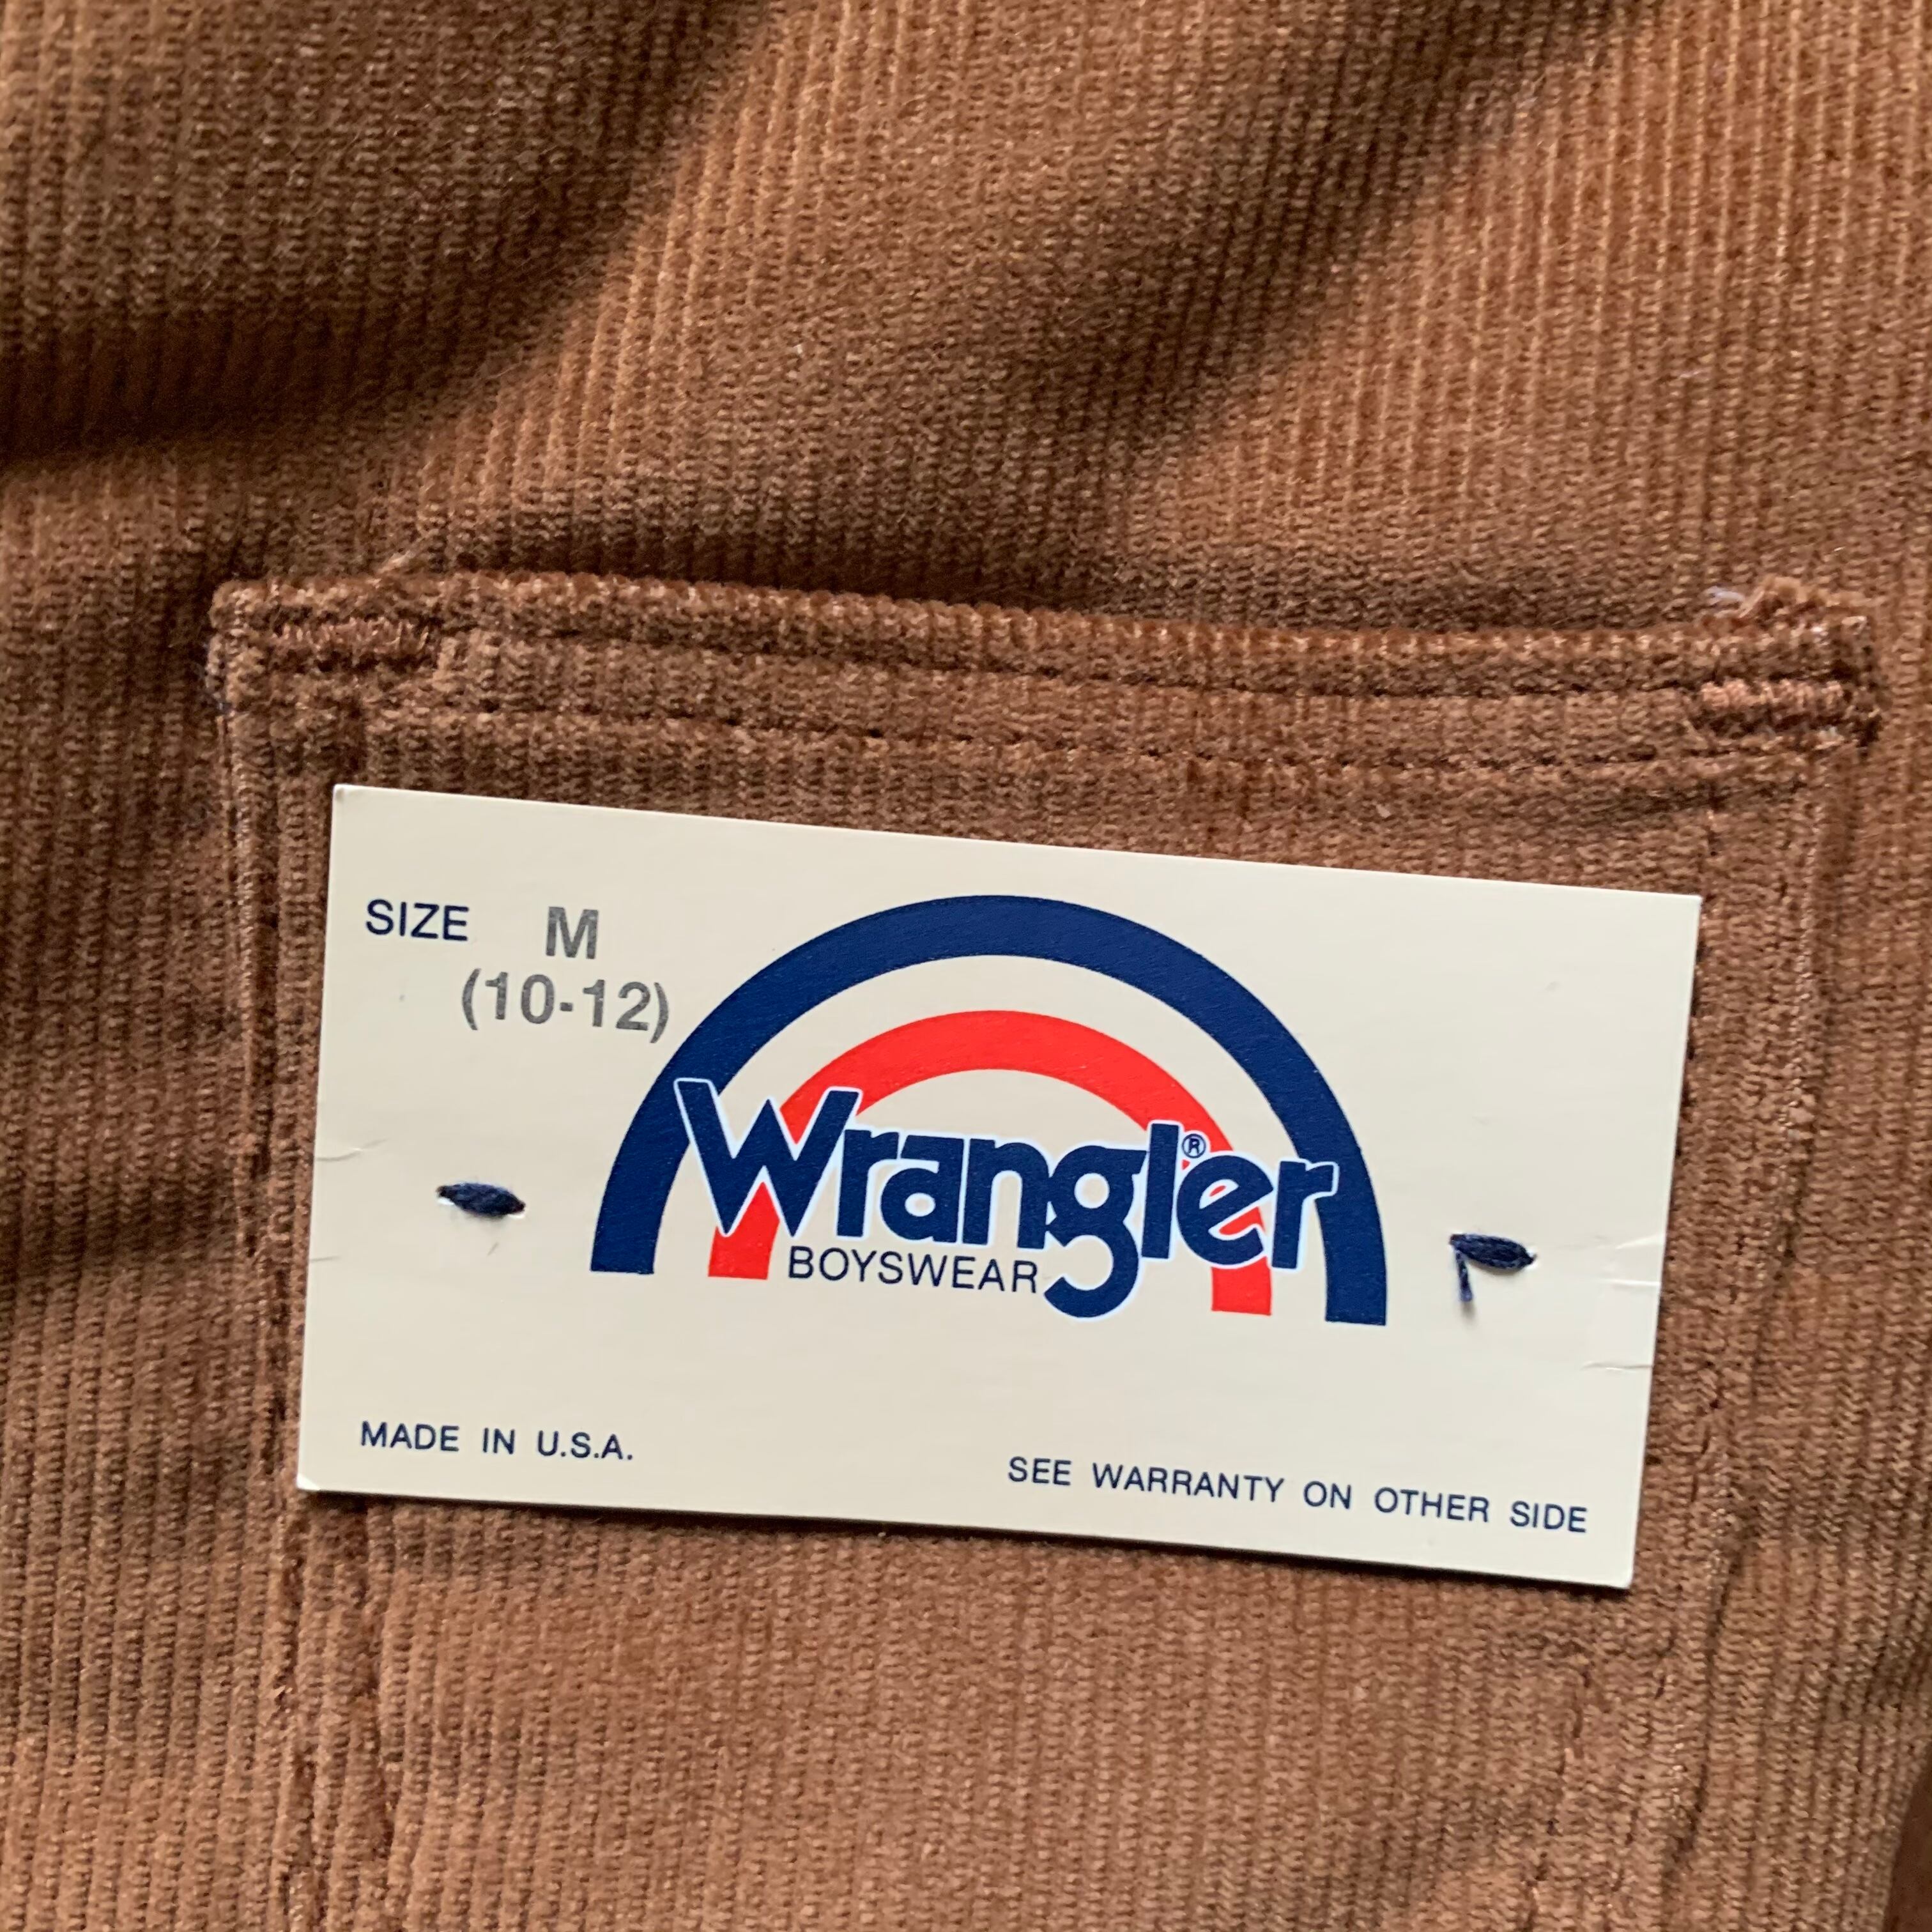 SIZE M
(10-12)
Wrangler®
BOYSWEAR
MADE IN U.S.A.
SEE WARRANTY ON OTHER SIDE